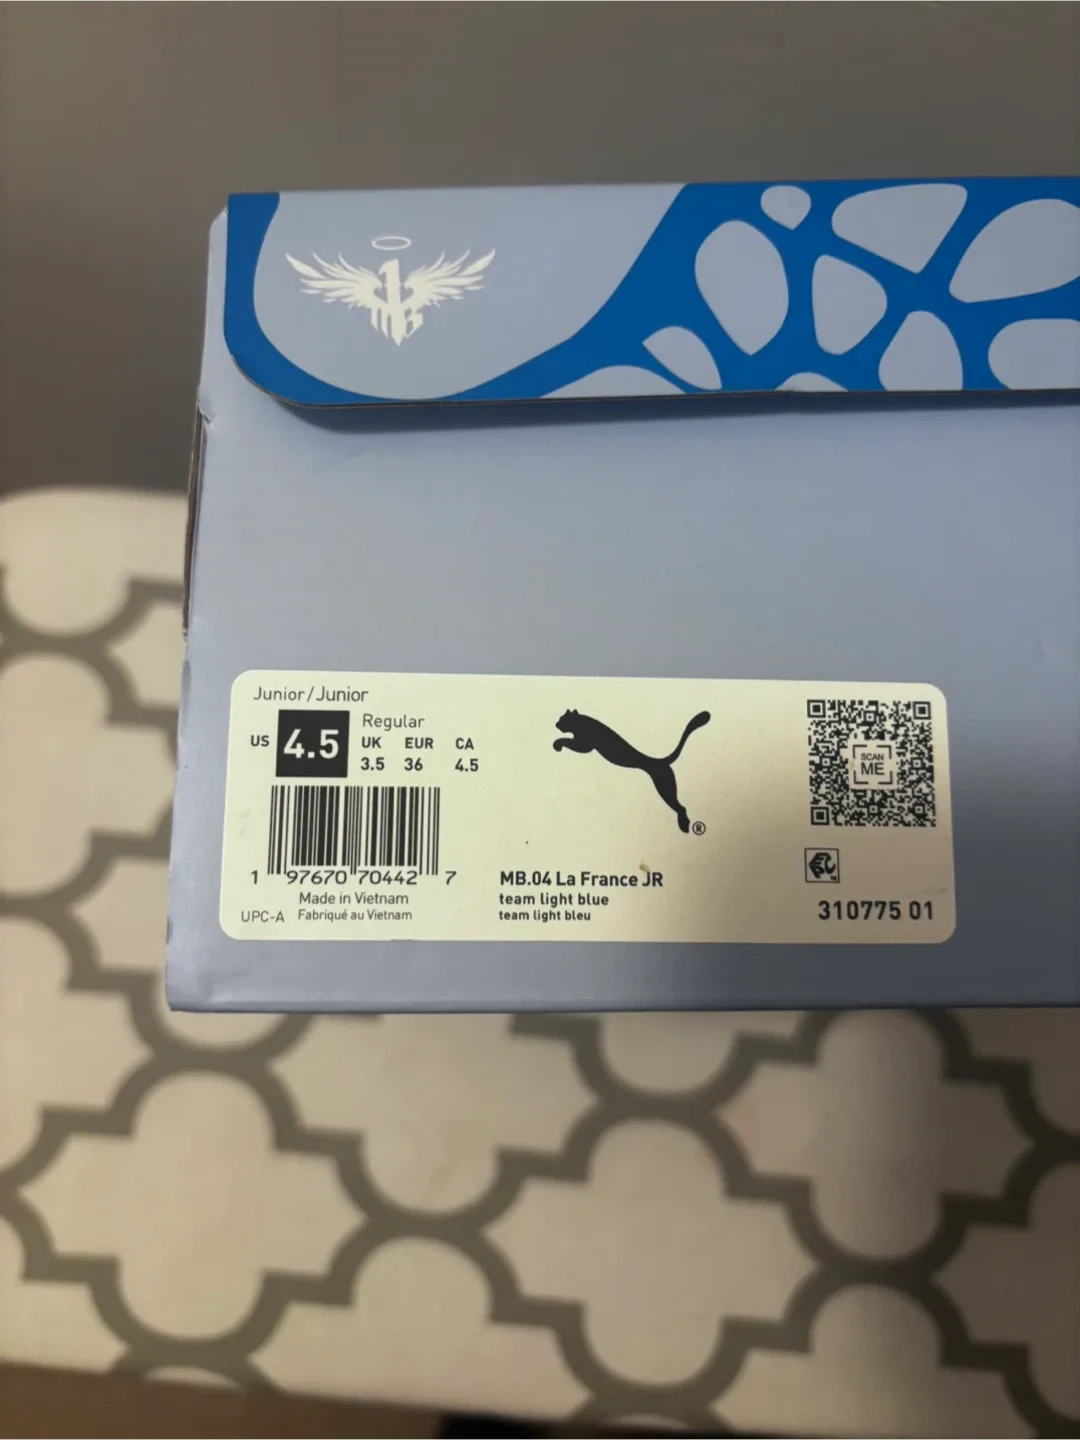 MB1
Junior/Junior
US 4.5
Regular
UK EUR CA
3.5 36 4.5
1 97670 70442 7
Made in Vietnam
UPC-A Fabriqué au Vietnam
®
MB.04 La France JR
team light blue
team light bleu
SCAN
ME
310775 01